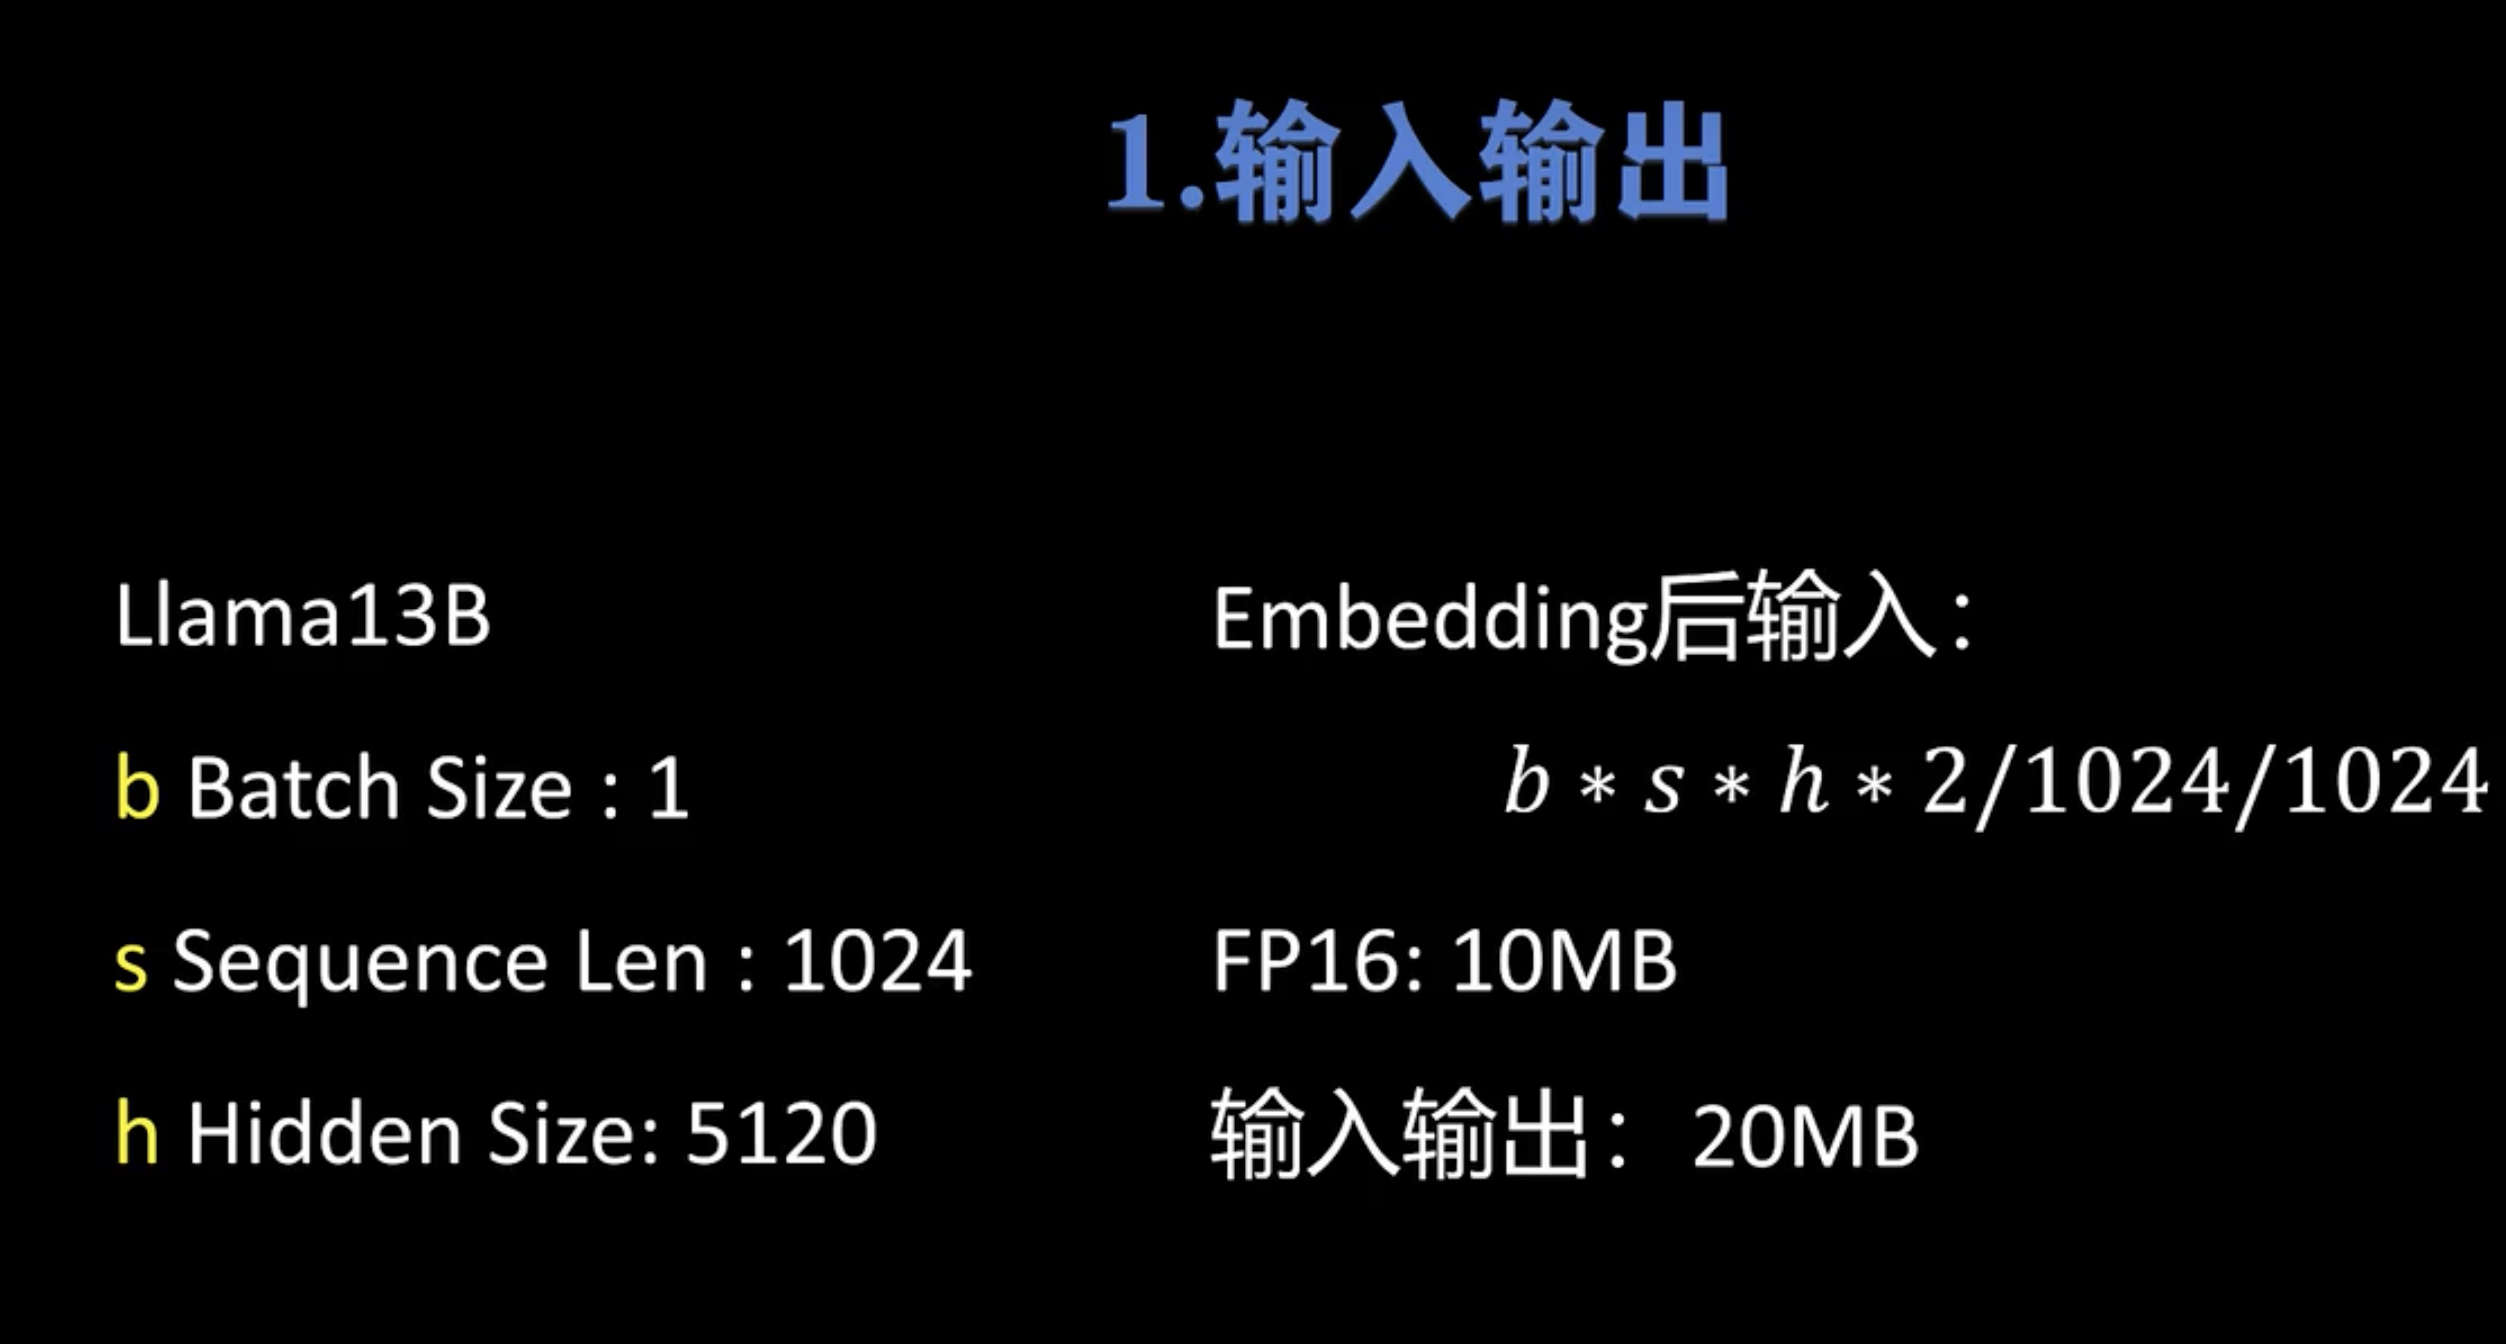 1.输入输出
Llama13B
b Batch Size : 1
s Sequence Len : 1024
h Hidden Size: 5120
Embedding后输入：
b * s * h * 2/1024/1024
FP16: 10MB
输入输出： 20MB